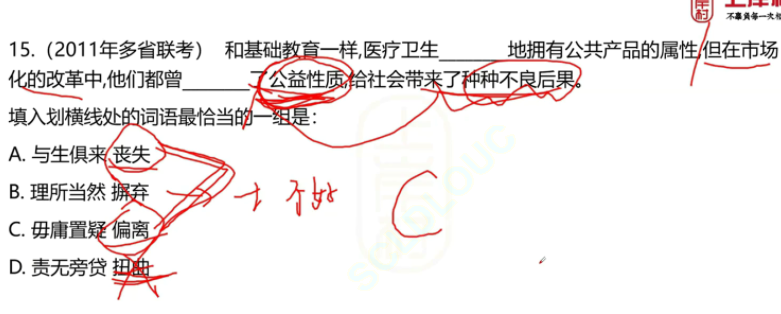 不辜负每一次相
15.（2011年多省联考） 和基础教育一样,医疗卫生________ 地拥有公共产品的属性,但在市场
化的改革中,他们都曾________了公益性质,给社会带来了种种不良后果。
填入划横线处的词语最恰当的一组是：
A. 与生俱来 丧失
B. 理所当然 摒弃
C. 毋庸置疑 偏离
D. 责无旁贷 扭曲
C